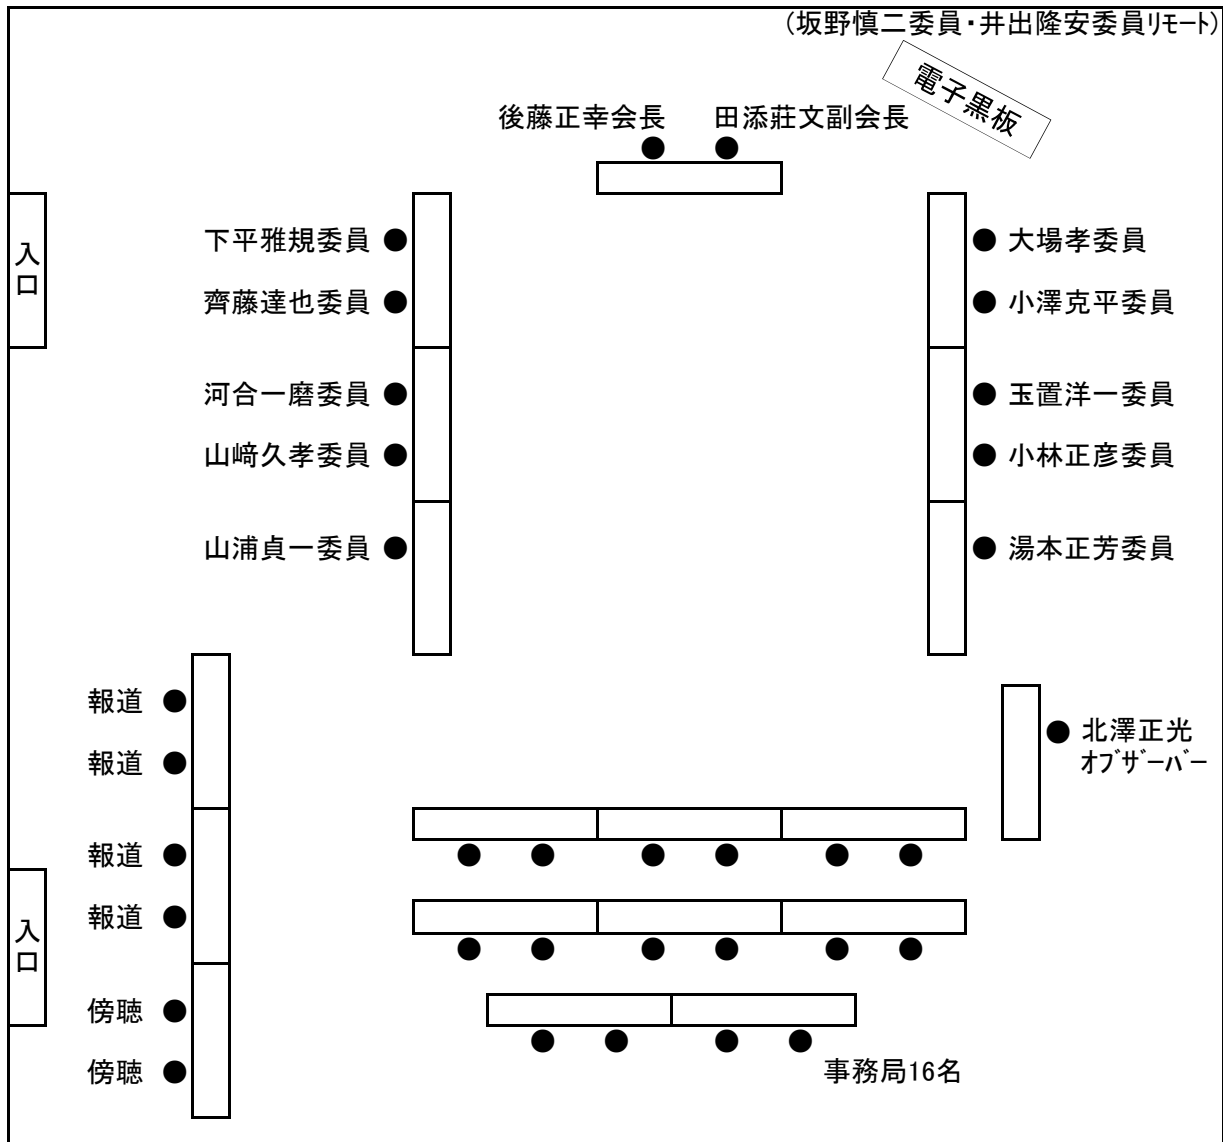 (坂野慎二委員・井出隆安委員リモート)
電子黒板
後藤正幸会長 田添莊文副会長
入口
下平雅規委員
大場孝委員
齊藤達也委員
小澤克平委員
河合一磨委員
玉置洋一委員
山﨑久孝委員
小林正彦委員
山浦貞一委員
湯本正芳委員
報道
北澤正光
オブザーバー
報道
報道
入口
報道
傍聴
傍聴
事務局16名